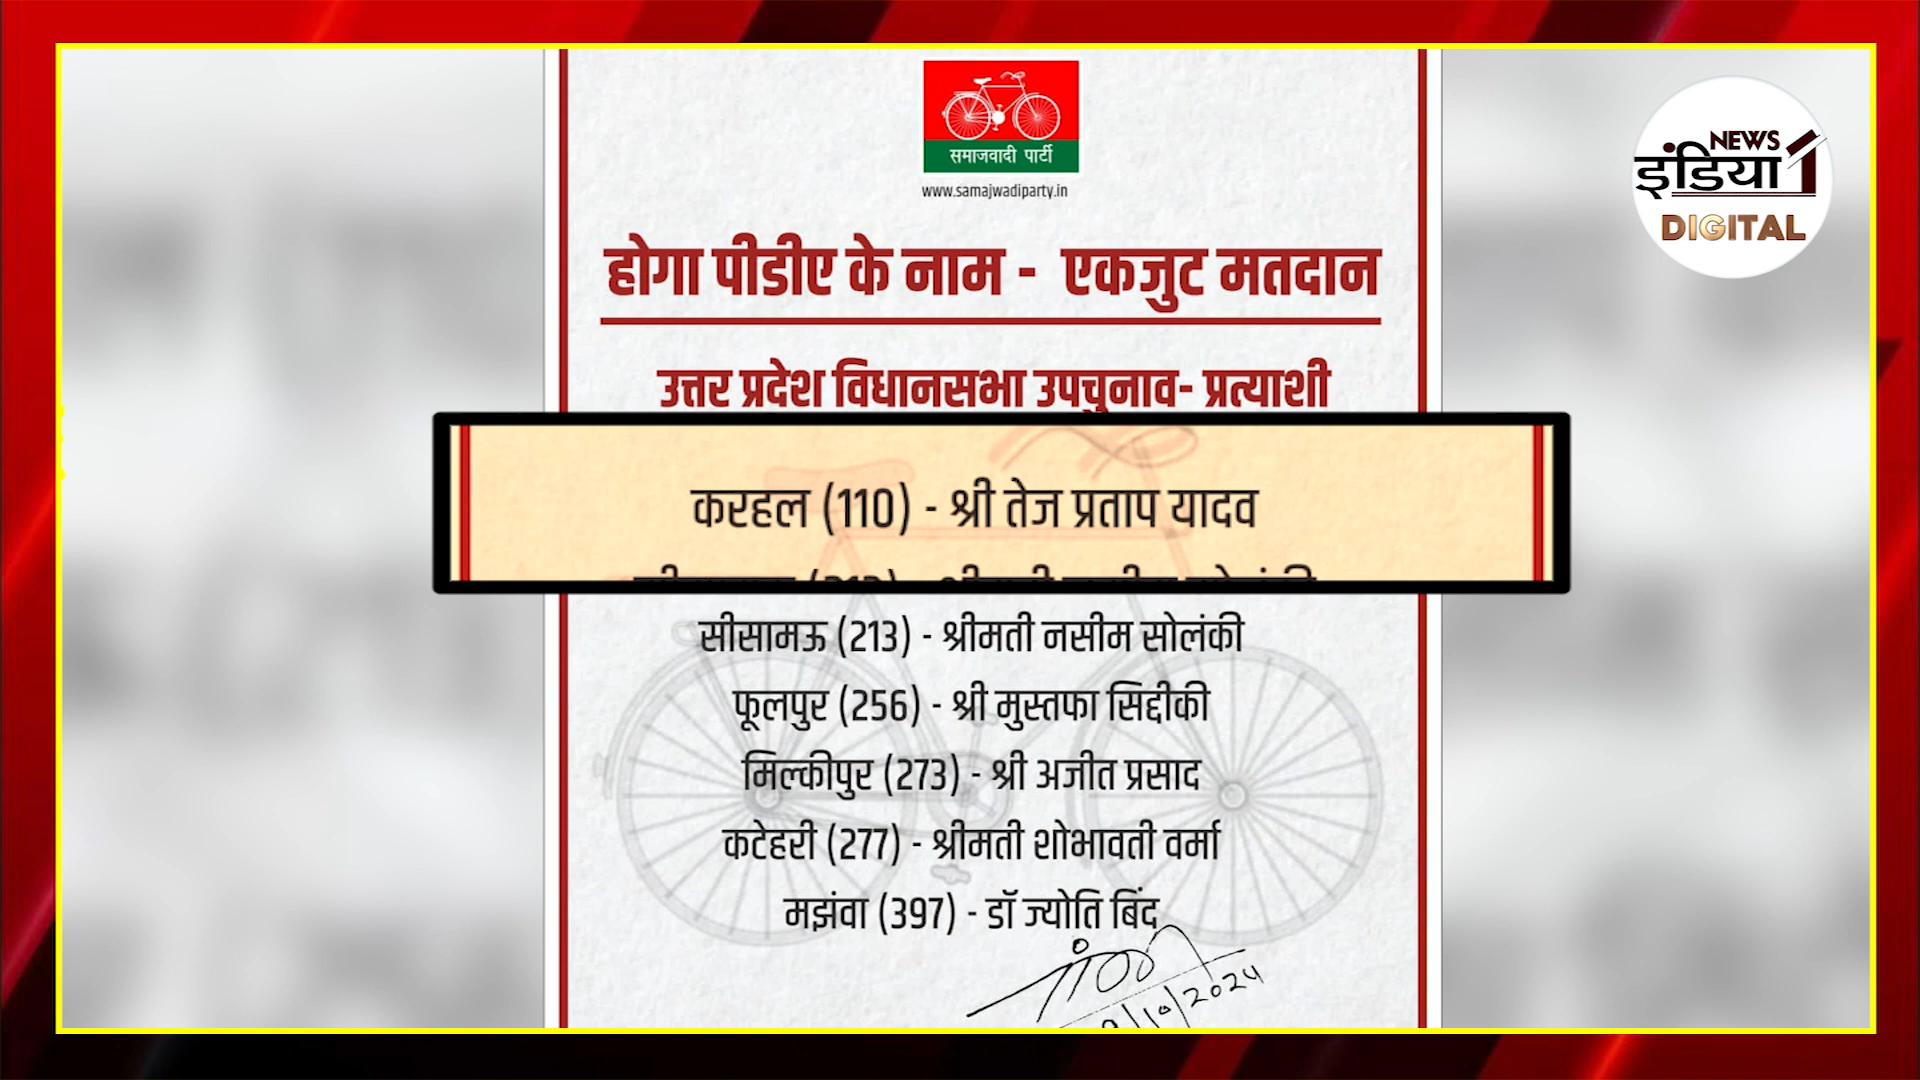 समाजवादी पार्टी
www.samajwadiparty.in
NEWS
इंडिया 1
DIGITAL
होगा पीडीए के नाम - एकजुट मतदान
उत्तर प्रदेश विधानसभा उपचुनाव- प्रत्याशी
करहल (110) - श्री तेज प्रताप यादव
सीसामऊ (213) - श्रीमती नसीम सोलंकी
फूलपुर (256) - श्री मुस्तफा सिद्दीकी
मिल्कीपुर (273) - श्री अजीत प्रसाद
कटेहरी (277) - श्रीमती शोभावती वर्मा
मझंवा (397) - डॉ ज्योति बिंद
/10/2024